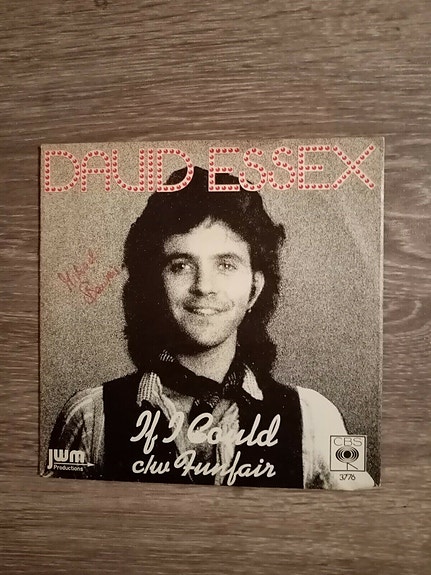 DAVID ESSEX
If I Could
c/w Funfair
jwm
Productions
CBS
3776